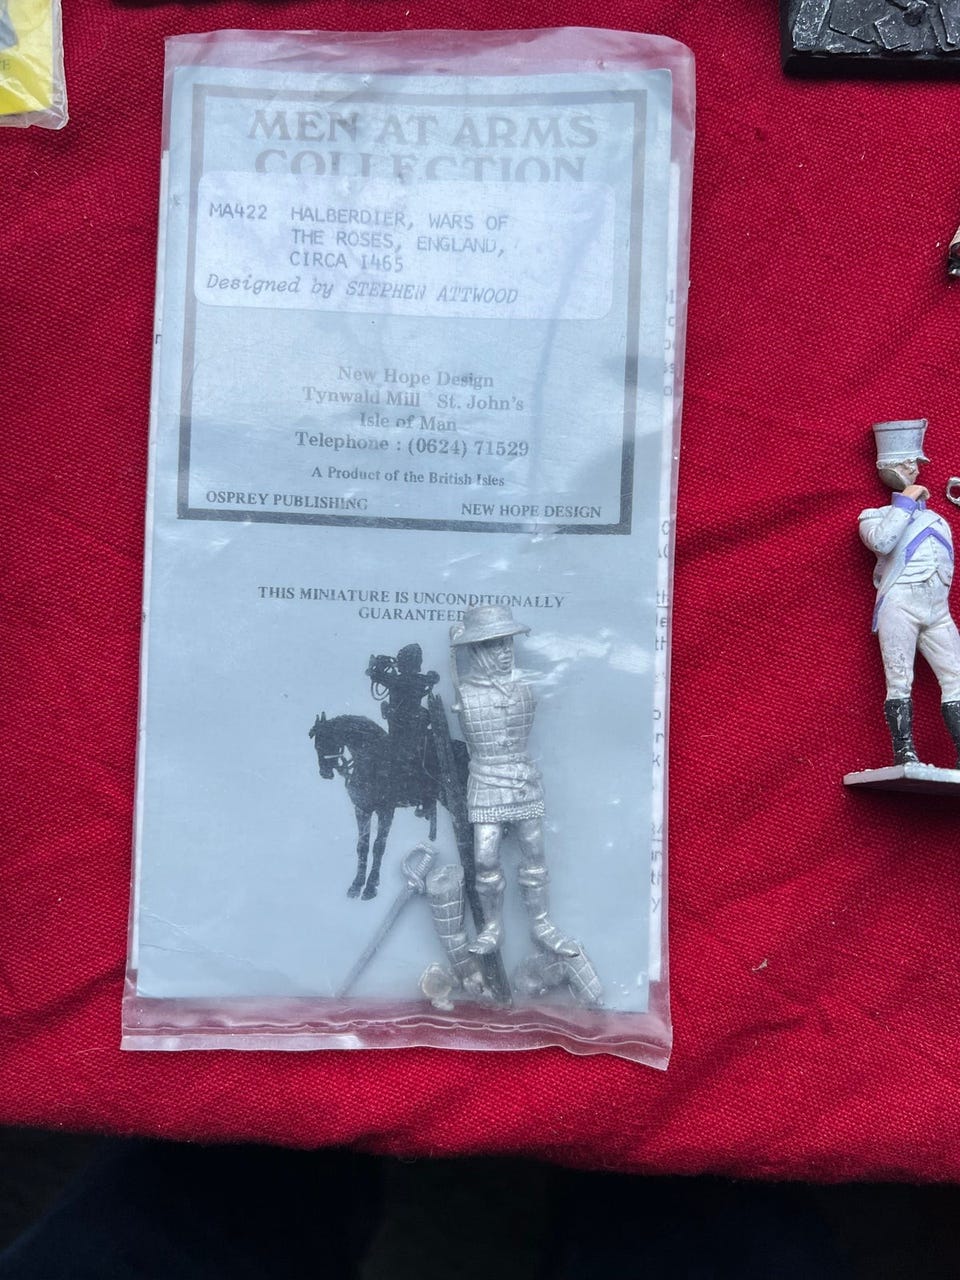 MEN AT ARMS
COLLECTION
MA422 HALBERDIER, WARS OF
THE ROSES, ENGLAND,
CIRCA 1465
Designed by STEPHEN ATTWOOD
New Hope Design
Tynwald Mill St. John's
Isle of Man
Telephone : (0624) 71529
A Product of the British Isles
OSPREY PUBLISHING NEW HOPE DESIGN
THIS MINIATURE IS UNCONDITIONALLY
GUARANTEED